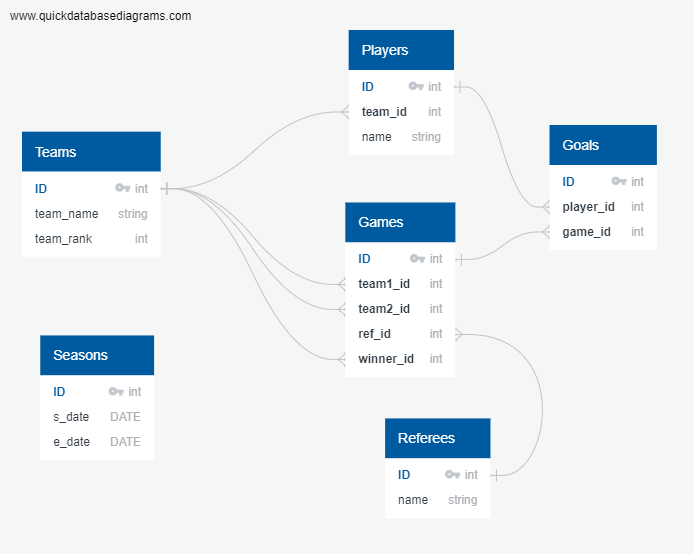 www.quickdatabasediagrams.com
Players
ID int
team_id int
name string
Teams
ID int
team_name string
team_rank int
Goals
ID int
player_id int
game_id int
Games
ID int
team1_id int
team2_id int
ref_id int
winner_id int
Seasons
ID int
s_date DATE
e_date DATE
Referees
ID int
name string